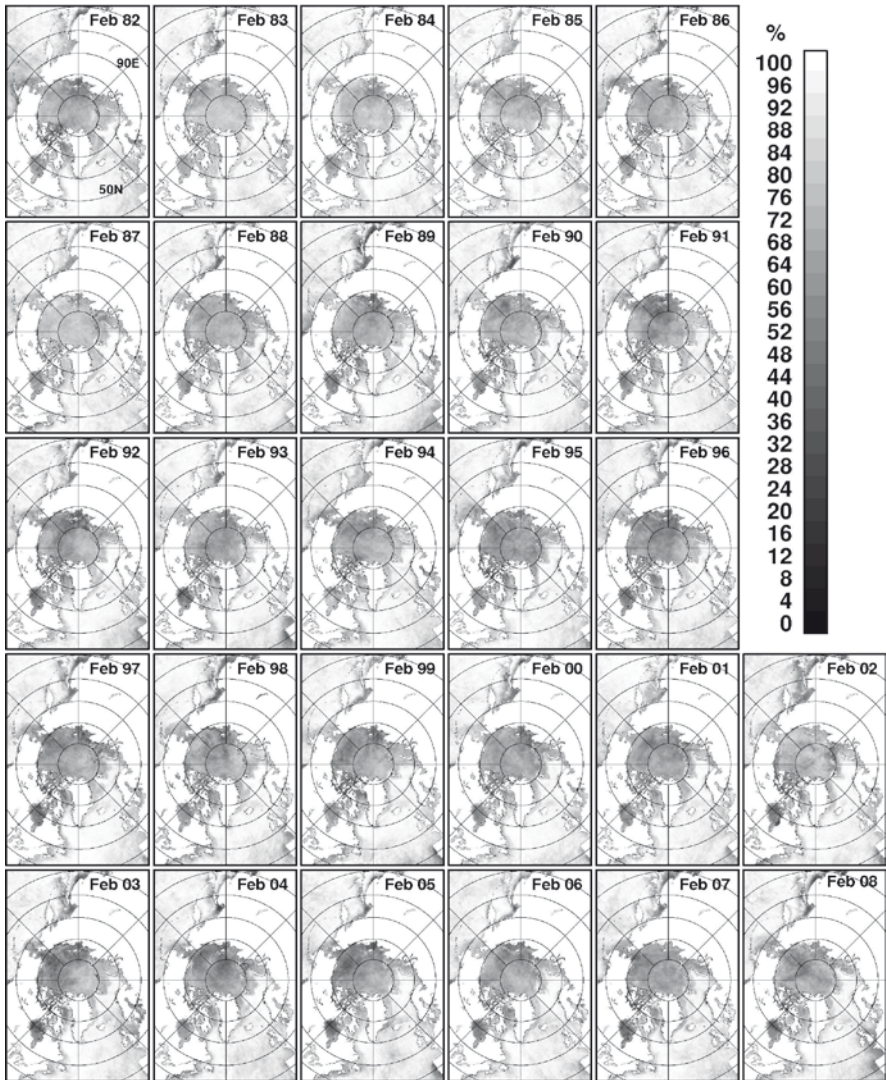 Feb 82
Feb 83
Feb 84
Feb 85
Feb 86
90E
50N
%
100
96
92
88
84
80
76
72
68
64
60
56
52
48
44
40
36
32
28
24
20
16
12
8
4
0
Feb 87
Feb 88
Feb 89
Feb 90
Feb 91
Feb 92
Feb 93
Feb 94
Feb 95
Feb 96
Feb 97
Feb 98
Feb 99
Feb 00
Feb 01
Feb 02
Feb 03
Feb 04
Feb 05
Feb 06
Feb 07
Feb 08